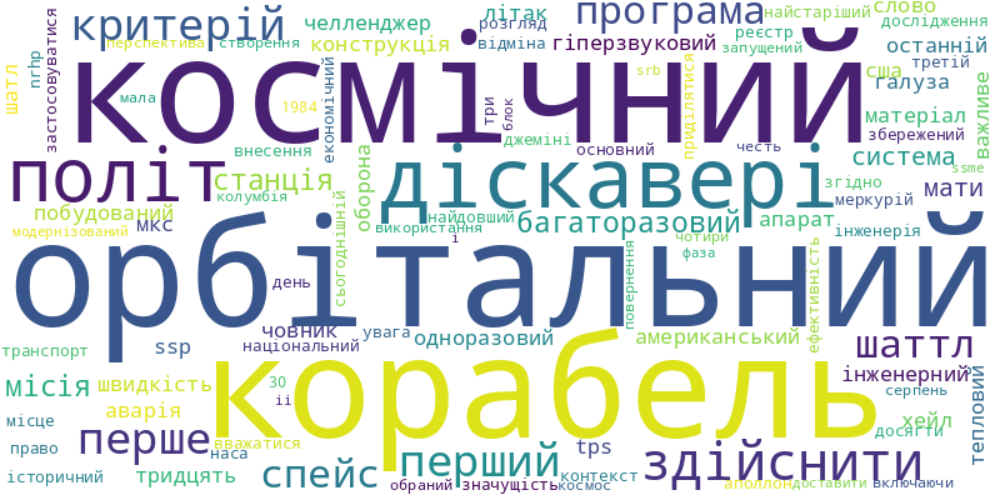 критерій
челленджер
літак
програма
найстаріший
слово
перспектива
створення
конструкція
розгляд
відміна
гіперзвуковий
реєстр
запущений
дослідження
останній
третій
шатл
nrhp
застосовуватися
космічний
сша
галуза
мала
1984
економічний
три
блок
srb
приділятися
важливе
матеріал
збережений
джеміні
основний
честь
внесення
політ
станція
колумбія
оборона
діскавері
система
ssme
згідно
мати
меркурій
побудований
мкс
модернізований
сьогоднішній
найдовший
використання
і
багаторазовий
апарат
інженерія
чотири
фаза
орбітальний
день
повернення
ефективність
човник
увага
одноразовий
американський
транспорт
ssp
національний
шаттл
корабель
інженерний
місія
швидкість
30
іі
серпень
тепловий
місце
аварія
хейл
досягти
право
перше
наса
вважатися
tps
здійснити
історичний
тридцять
спейс
перший
контекст
обраний
значущість
космос
аполлон
доставити
включаючи